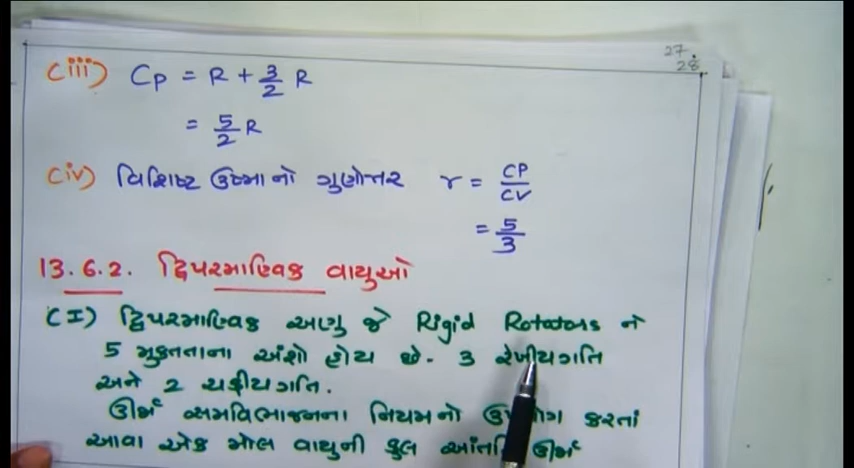 27.
28
(iii) Cp = R + 3/2 R
= 5/2 R
(iv) વિશિષ્ટ ઉષ્માનો ગુણોત્તર γ = CP/CV
= 5/3
13.6.2. દ્વિપરમાણ્વિક વાયુઓ
(I) દ્વિપરમાણ્વિક અણુ જે Rigid Rotators ને
5 મુક્તતાના અંશો હોય છે. 3 રેખીયગતિ
અને 2 ચક્રીયગતિ.
ઊર્જા સમવિભાજનના નિયમનો કરતાં
આવા એક મોલ વાયુની કુલ ઊર્જા